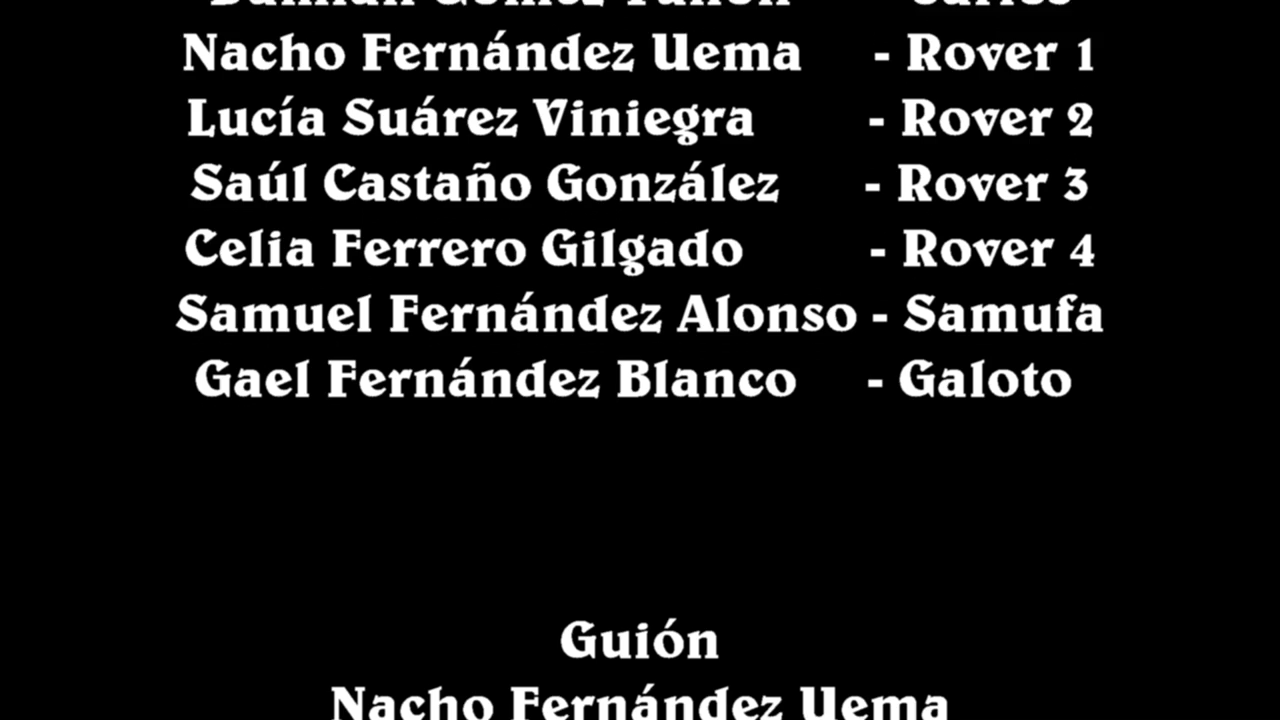 Gómez
Nacho Fernández Uema - Rover 1
Lucía Suárez Viniegra - Rover 2
Saúl Castaño González - Rover 3
Celia Ferrero Gilgado - Rover 4
Samuel Fernández Alonso - Samufa
Gael Fernández Blanco - Galoto
Guión
Nacho Fernández Uema